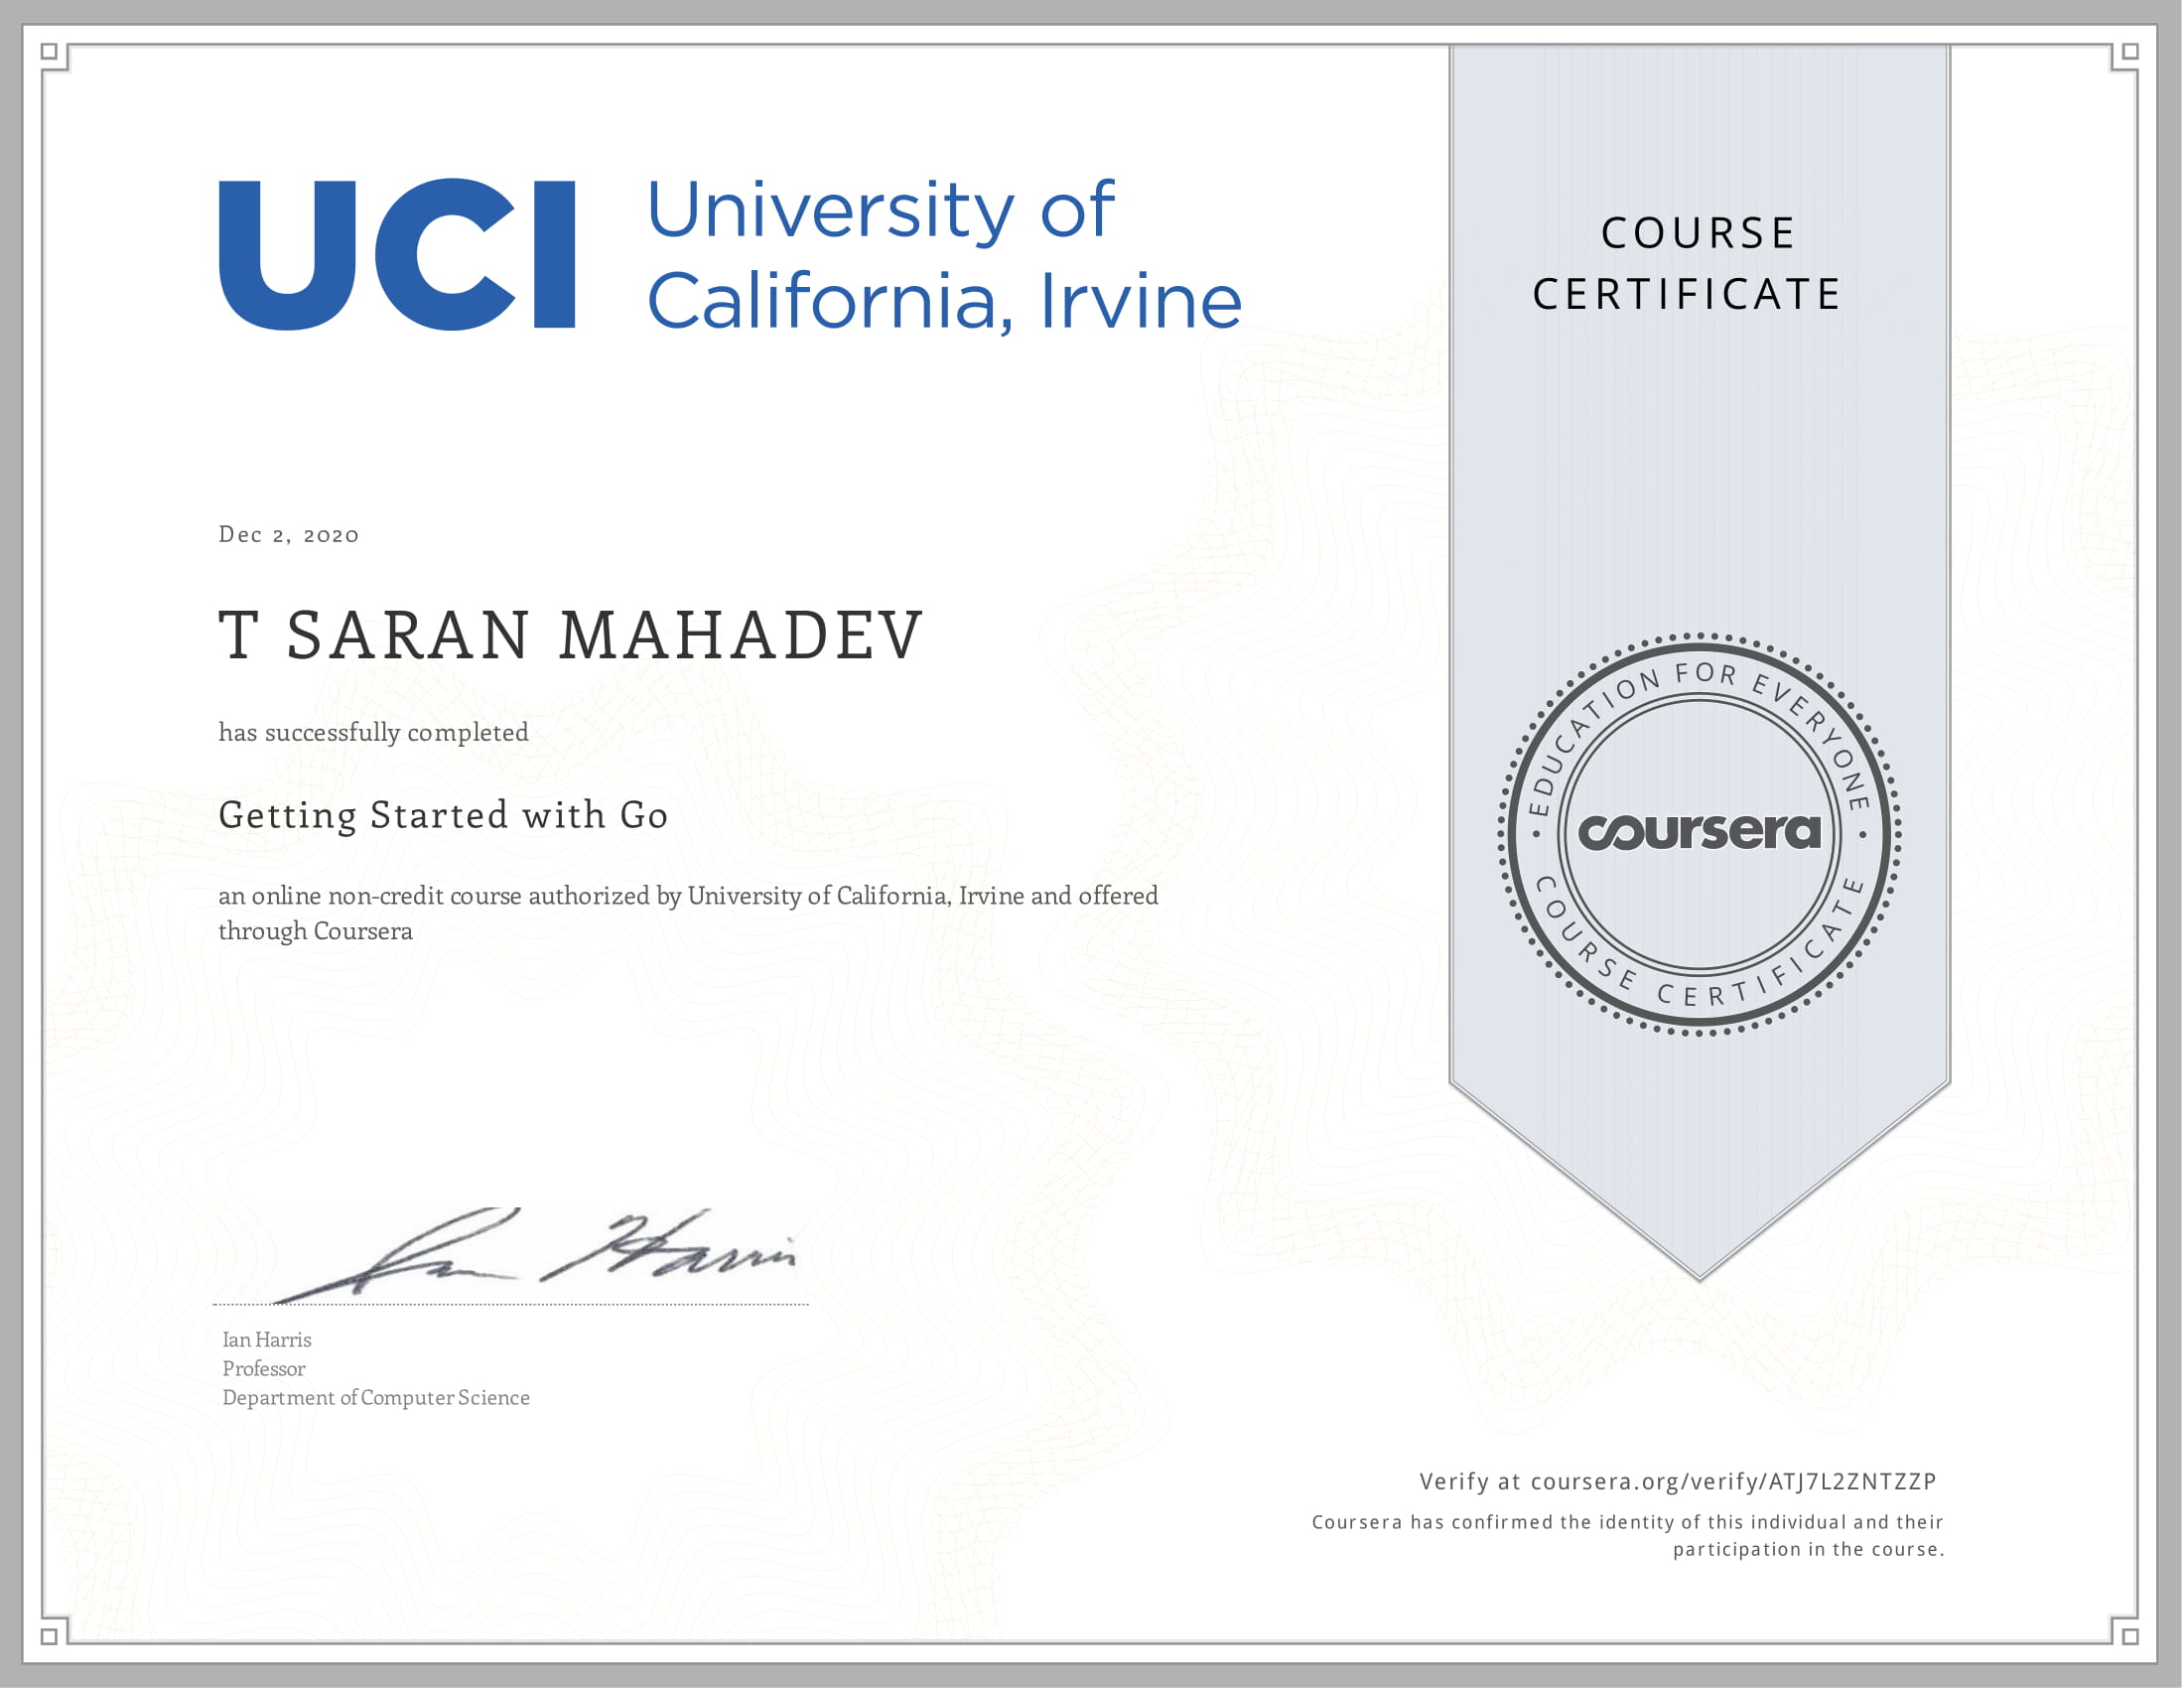 UCI University of
California, Irvine
COURSE
CERTIFICATE
Dec 2, 2020
T SARAN MAHADEV
has successfully completed
Getting Started with Go
an online non-credit course authorized by University of California, Irvine and offered
through Coursera
• EDUCATION FOR EVERYONE •
coursera
COURSE CERTIFICATE
Ian Harris
Ian Harris
Professor
Department of Computer Science
Verify at coursera.org/verify/ATJ7L2ZNTZZP
Coursera has confirmed the identity of this individual and their
participation in the course.